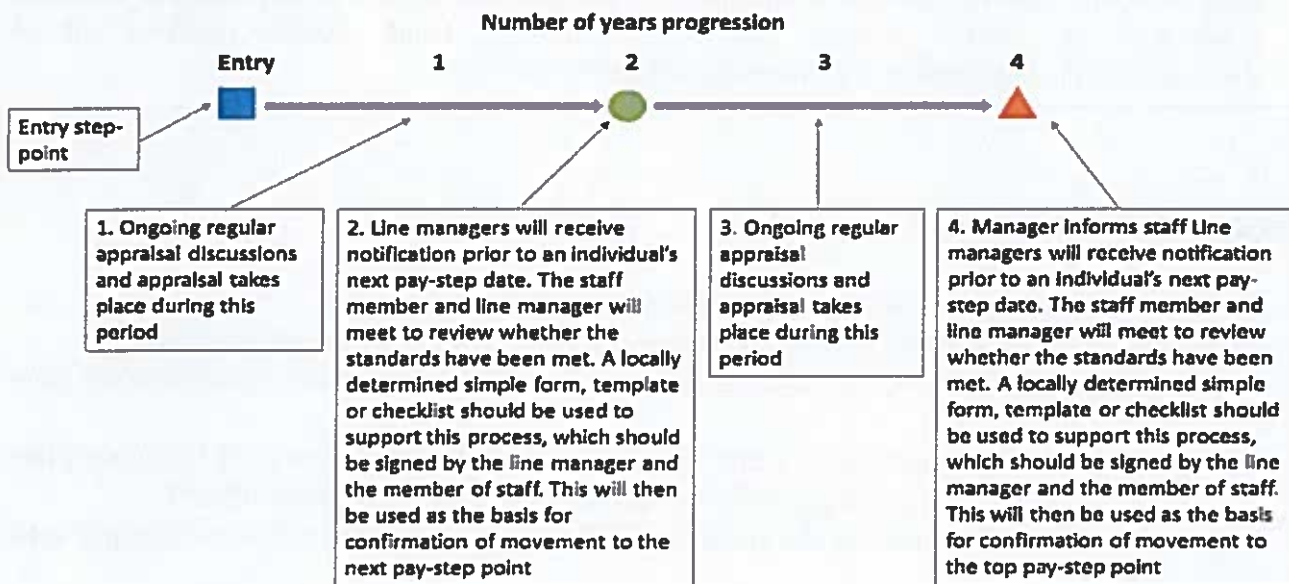 Number of years progression
Entry 1 2 3 4
Entry step-
point
1. Ongoing regular
appraisal discussions
and appraisal takes
place during this
period
2. Line managers will receive
notification prior to an individual's
next pay-step date. The staff
member and line manager will
meet to review whether the
standards have been met. A locally
determined simple form, template
or checklist should be used to
support this process, which should
be signed by the line manager and
the member of staff. This will then
be used as the basis for
confirmation of movement to the
next pay-step point
3. Ongoing regular
appraisal
discussions and
appraisal takes
place during this
period
4. Manager informs staff Line
managers will receive notification
prior to an individual's next pay-
step date. The staff member and
line manager will meet to review
whether the standards have been
met. A locally determined simple
form, template or checklist should
be used to support this process,
which should be signed by the line
manager and the member of staff.
This will then be used as the basis
for confirmation of movement to
the top pay-step point